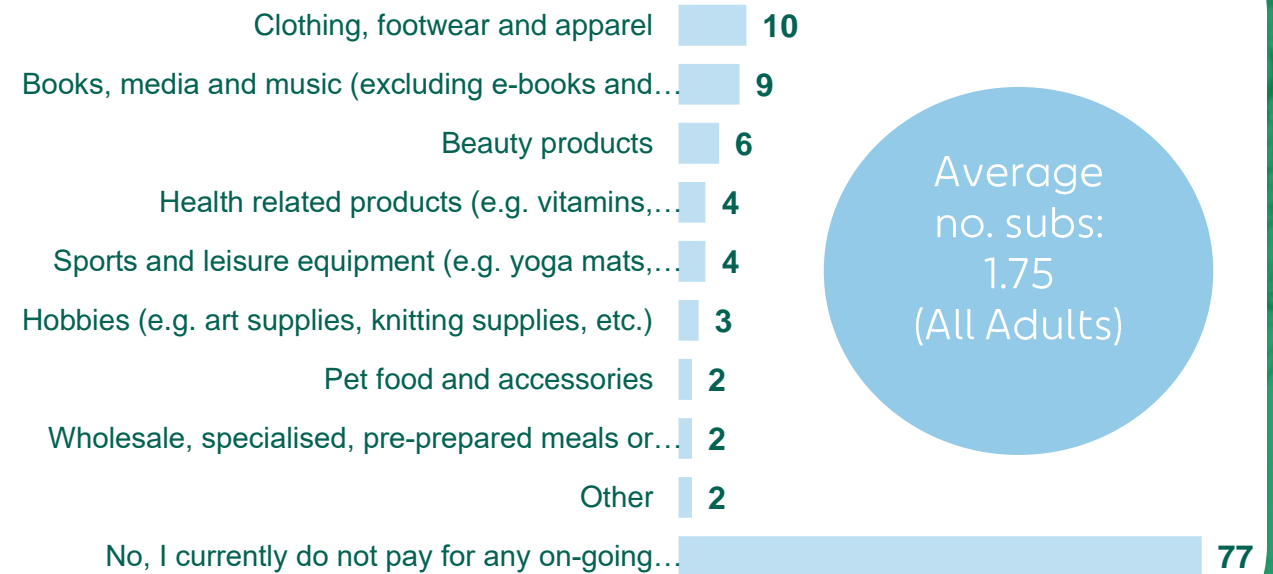 Clothing, footwear and apparel 10
Books, media and music (excluding e-books and… 9
Beauty products 6
Health related products (e.g. vitamins,… 4
Sports and leisure equipment (e.g. yoga mats,… 4
Hobbies (e.g. art supplies, knitting supplies, etc.) 3
Pet food and accessories 2
Wholesale, specialised, pre-prepared meals or… 2
Other 2
No, I currently do not pay for any on-going… 77
Average
no. subs:
1.75
(All Adults)